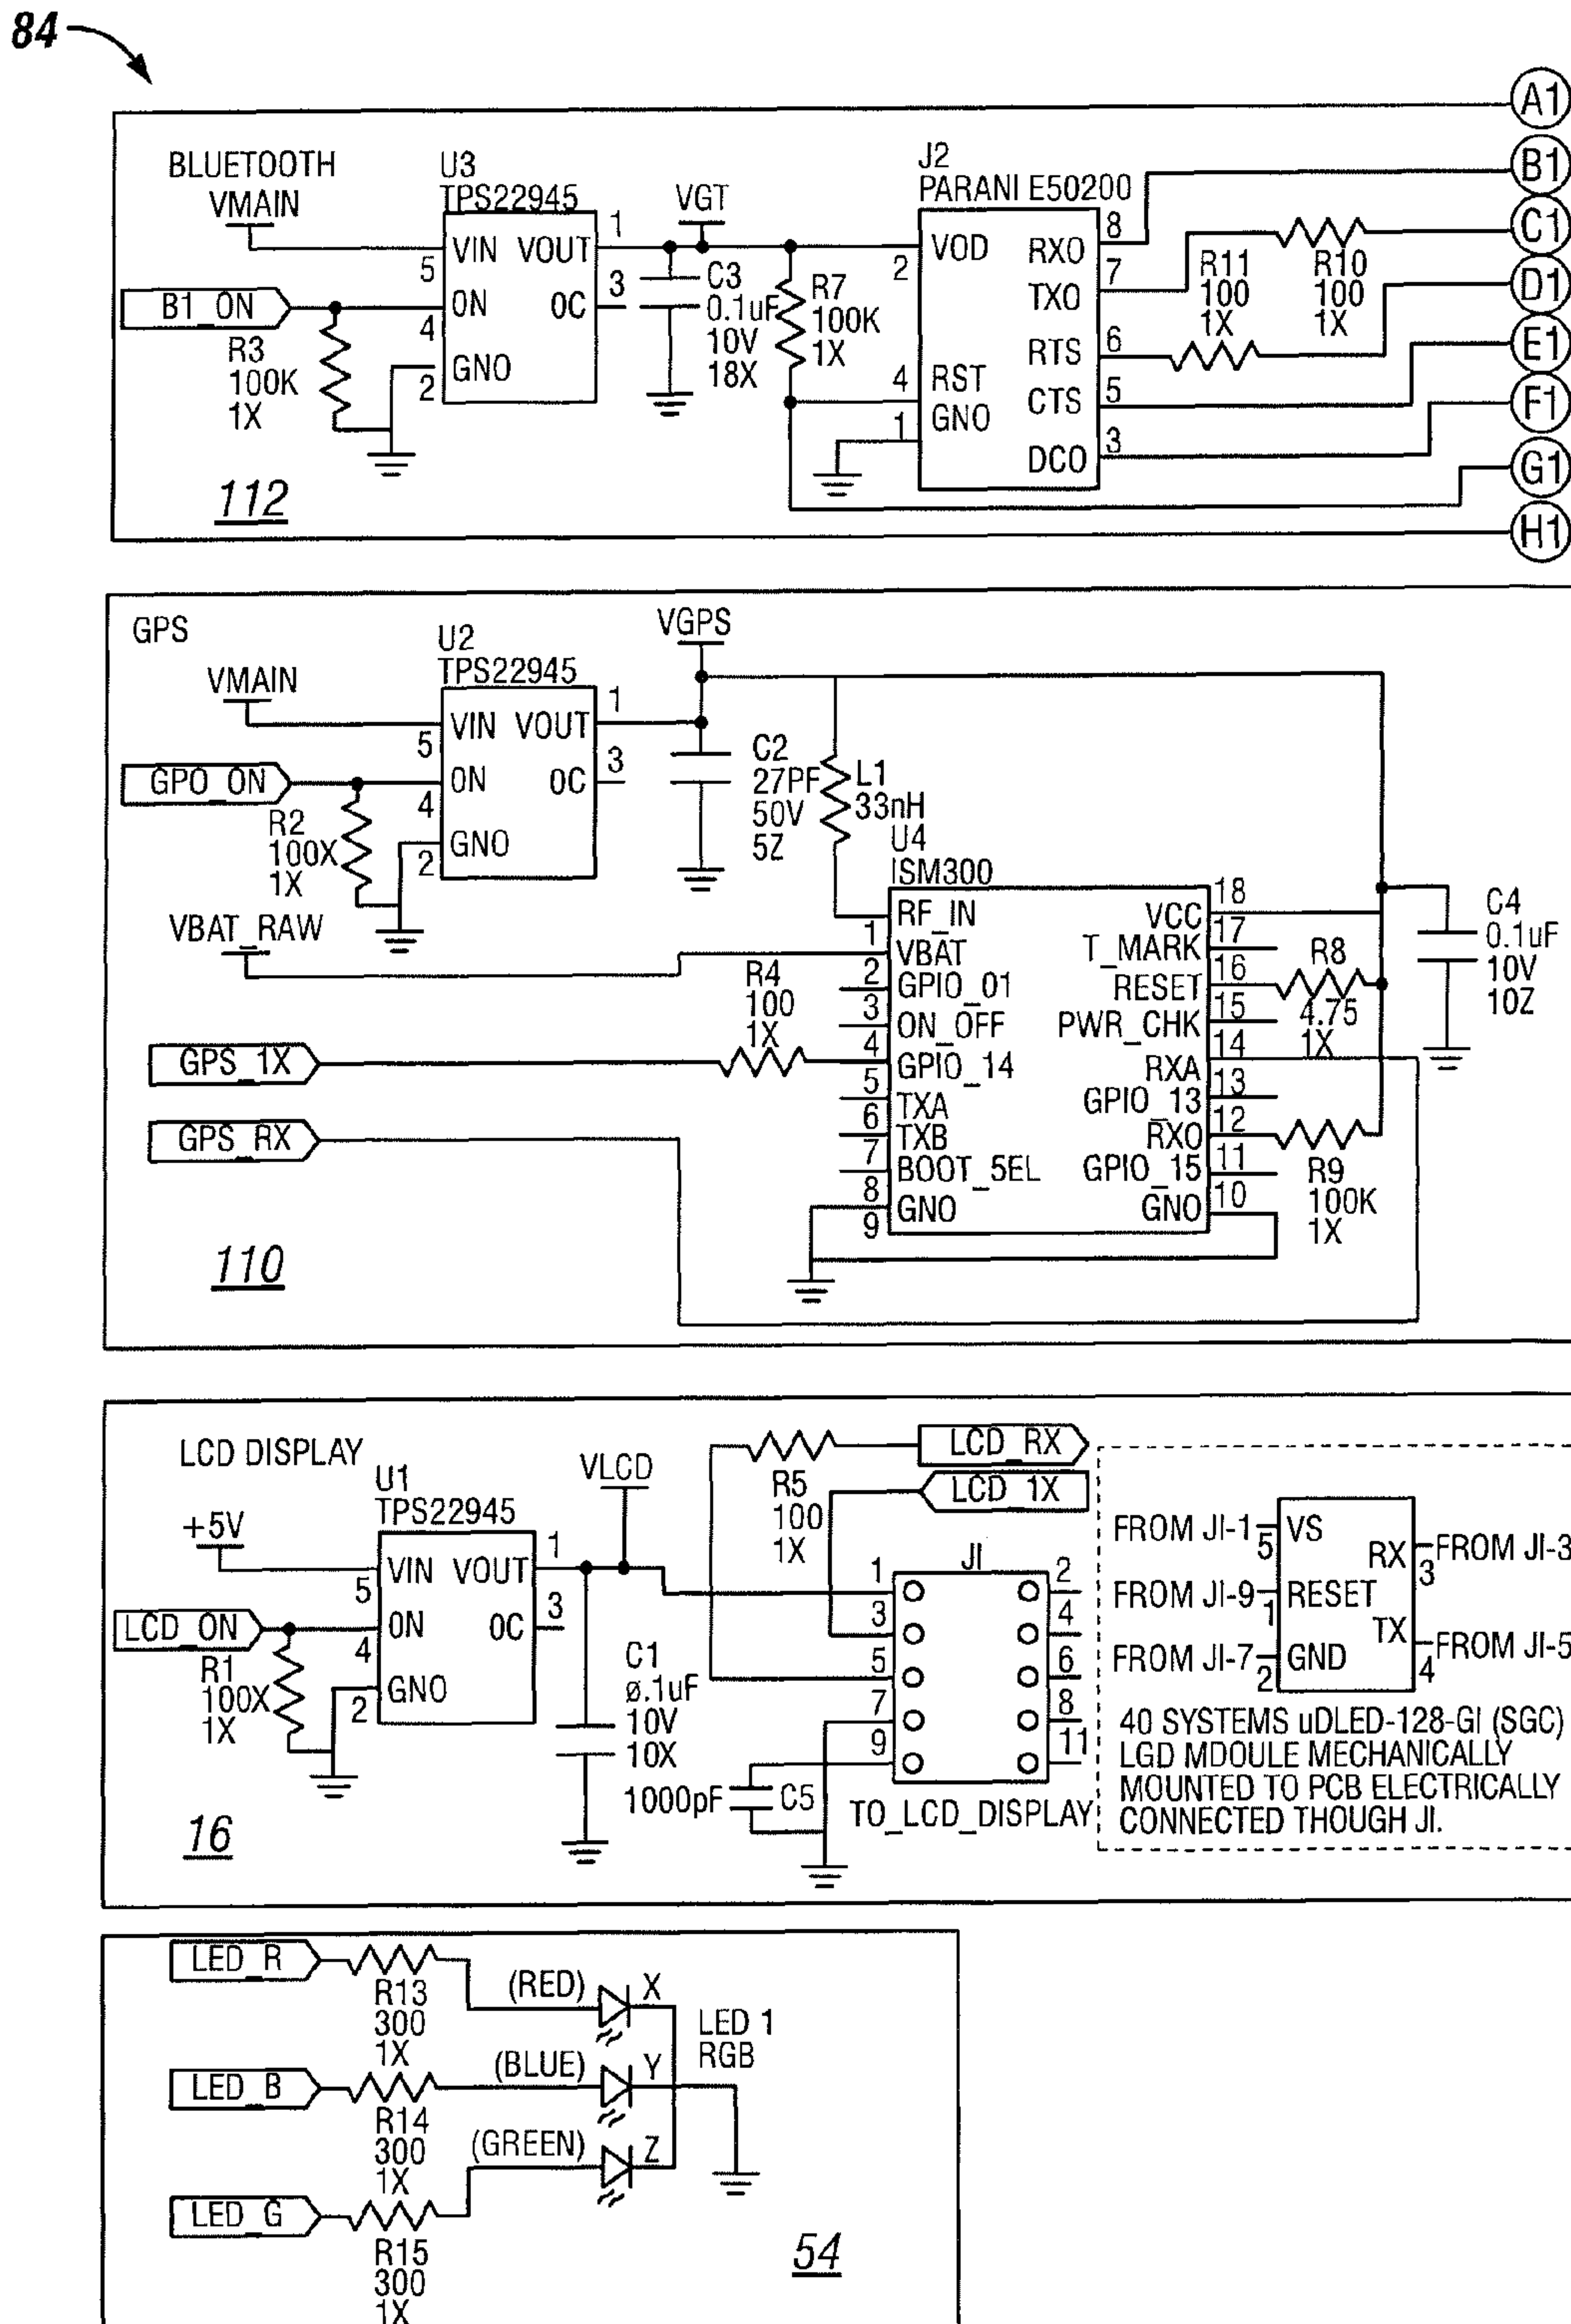 84
A1
BLUETOOTH
VMAIN
U3
TPS22945
VGT
J2
PARANI E50200
B1
C1
D1
E1
F1
G1
H1
B1_ON
VIN VOUT
ON OC
GNO
5
4
2
1
3
R3
100K
1X
C3
0.1uF
10V
18X
R7
100K
1X
2
4
1
VOD
RST
GNO
RXO
TXO
RTS
CTS
DCO
8
7
6
5
3
R11
100
1X
R10
100
1X
112
GPS
VMAIN
U2
TPS22945
VGPS
GPO_ON
VIN VOUT
ON OC
GNO
5
4
2
1
3
R2
100X
1X
C2
27PF
50V
5Z
L1
33nH
U4
ISM300
VBAT_RAW
R4
100
1X
GPS_1X
GPS_RX
1
2
3
4
5
6
7
8
9
RF_IN
VBAT
GPIO_01
ON_OFF
GPIO_14
TXA
TXB
BOOT_5EL
GNO
VCC
T_MARK
RESET
PWR_CHK
RXA
GPIO_13
RXO
GPIO_15
GNO
18
17
16
15
14
13
12
11
10
R8
4.75
1X
R9
100K
1X
C4
0.1uF
10V
10Z
110
LCD DISPLAY
U1
TPS22945
VLCD
+5V
LCD_ON
VIN VOUT
ON OC
GNO
5
4
2
1
3
R1
100X
1X
C1
ø.1uF
10V
10X
R5
100
1X
LCD_RX
LCD_1X
JI
1
3
5
7
9
2
4
6
8
11
1000pF
C5
TO_LCD_DISPLAY
FROM JI-1
5
VS
FROM JI-9
1
RESET
FROM JI-7
2
GND
RX
3
FROM JI-3
TX
4
FROM JI-5
40 SYSTEMS uDLED-128-GI (SGC)
LGD MDOULE MECHANICALLY
MOUNTED TO PCB ELECTRICALLY
CONNECTED THOUGH JI.
16
LED_R
R13
300
1X
(RED)
X
LED 1
RGB
LED_B
R14
300
1X
(BLUE)
Y
LED_G
R15
300
1X
(GREEN)
Z
54